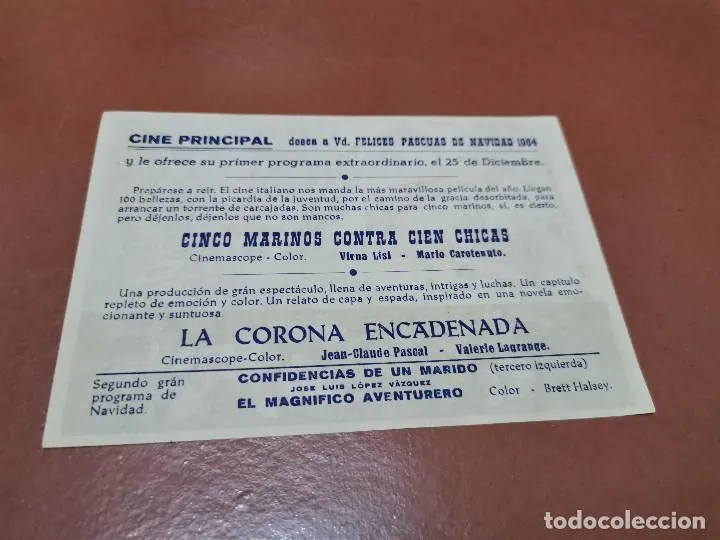 CINE PRINCIPAL desea a Vd. FELICES PASCUAS DE NAVIDAD 1964
y le ofrece su primer programa extraordinario, el 25 de Diciembre.
Prepárese a reir. El cine italiano nos manda la más maravillosa película del año. Llegan
100 bellezas, con la picardía de la juventud, por el camino de la gracia desorbitada, para
arrancar un torrente de carcajadas. Son muchas chicas para cinco marinos, sí, es cierto,
pero déjenlos, déjenlos que no son mancos.
CINCO MARINOS CONTRA CIEN CHICAS
Cinemascope - Color. Virna Lisi - Mario Carotenuto.
Una producción de grán espectáculo, llena de aventuras, intrigas y luchas. Un capítulo
repleto de emoción y color. Un relato de capa y espada, inspirado en una novela emo-
cionante y suntuosa
LA CORONA ENCADENADA
Cinemascope-Color. Jean-Claude Pascal - Valerie Lagrange.
Segundo grán
programa de
Navidad.
CONFIDENCIAS DE UN MARIDO (tercero izquierda)
JOSE LUIS LÓPEZ VÁZQUEZ
EL MAGNIFICO AVENTURERO Color - Brett Halsey.
todocoleccion